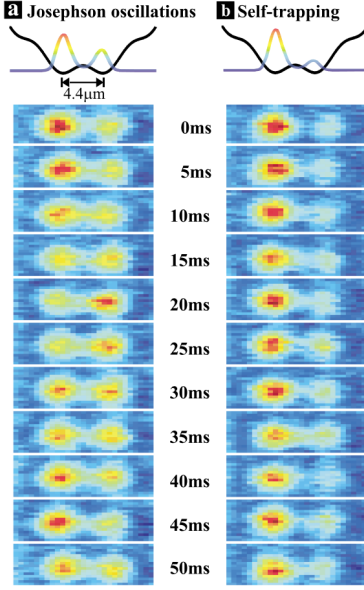 a Josephson oscillations
b Self-trapping
4.4μm
0ms
5ms
10ms
15ms
20ms
25ms
30ms
35ms
40ms
45ms
50ms